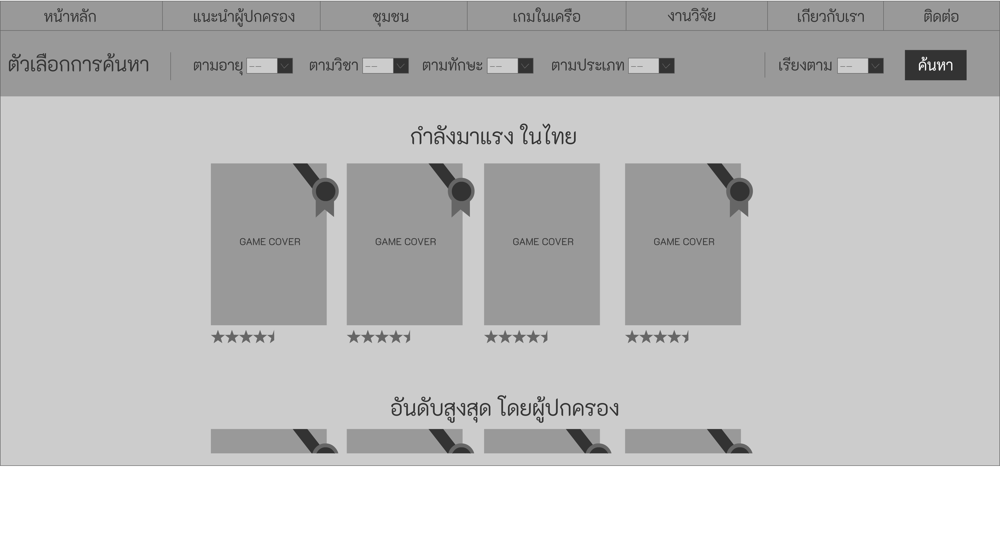 หน้าหลัก แนะนำผู้ปกครอง ชุมชน เกมในเครือ งานวิจัย เกียวกับเรา ติดต่อ
ตัวเลือกการค้นหา ตามอายุ -- ตามวิชา -- ตามทักษะ -- ตามประเภท -- เรียงตาม -- ค้นหา
กำลังมาแรง ในไทย
GAME COVER GAME COVER GAME COVER GAME COVER
อันดับสูงสุด โดยผู้ปกครอง